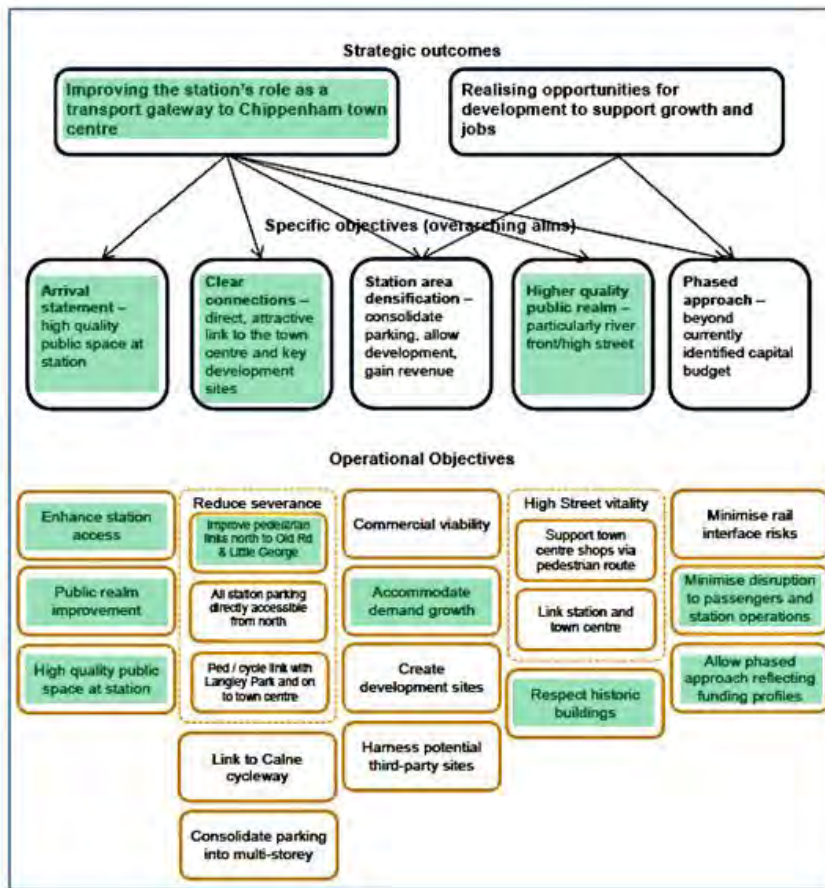 Strategic outcomes
Improving the station's role as a
transport gateway to Chippenham town
centre
Realising opportunities for
development to support growth and
jobs
Specific objectives (overarching aims)
Arrival
statement –
high quality
public space at
station
Clear
connections –
direct, attractive
link to the town
centre and key
development
sites
Station area
densification –
consolidate
parking, allow
development,
gain revenue
Higher quality
public realm –
particularly river
front/high street
Phased
approach –
beyond
currently
identified capital
budget
Operational Objectives
Enhance station
access
Public realm
improvement
High quality public
space at station
Reduce severance
Improve pedestrian
links north to Old Rd
& Little George
All station parking
directly accessible
from north
Ped / cycle link with
Langley Park and on
to town centre
Link to Calne
cycleway
Consolidate parking
into multi-storey
Commercial viability
Accommodate
demand growth
Create
development sites
Harness potential
third-party sites
High Street vitality
Support town
centre shops via
pedestrian route
Link station and
town centre
Respect historic
buildings
Minimise rail
interface risks
Minimise disruption
to passengers and
station operations
Allow phased
approach reflecting
funding profiles